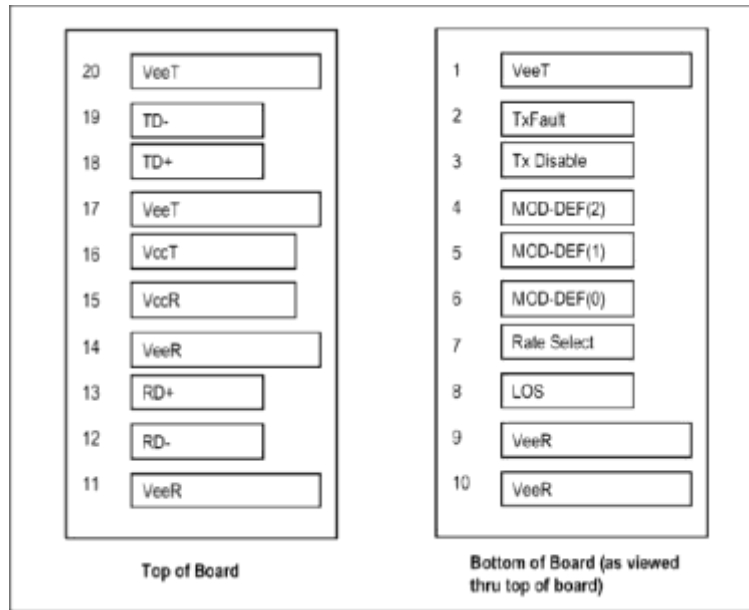 20 VeeT
19 TD-
18 TD+
17 VeeT
16 VccT
15 VccR
14 VeeR
13 RD+
12 RD-
11 VeeR
Top of Board
1 VeeT
2 TxFault
3 Tx Disable
4 MOD-DEF(2)
5 MOD-DEF(1)
6 MOD-DEF(0)
7 Rate Select
8 LOS
9 VeeR
10 VeeR
Bottom of Board (as viewed
thru top of board)